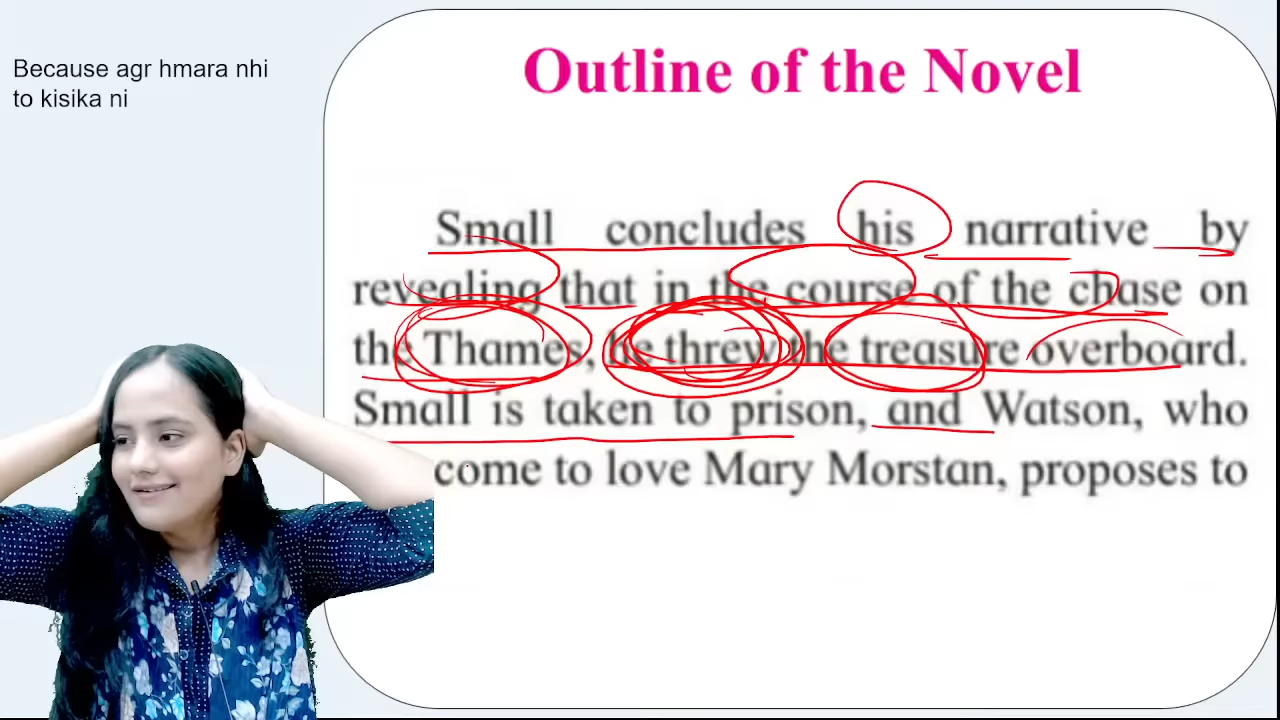 Because agr hmara nhi
to kisika ni
Outline of the Novel
Small concludes his narrative by
revealing that in the course of the chase on
the Thames, he threw the treasure overboard.
Small is taken to prison, and Watson, who
come to love Mary Morstan, proposes to